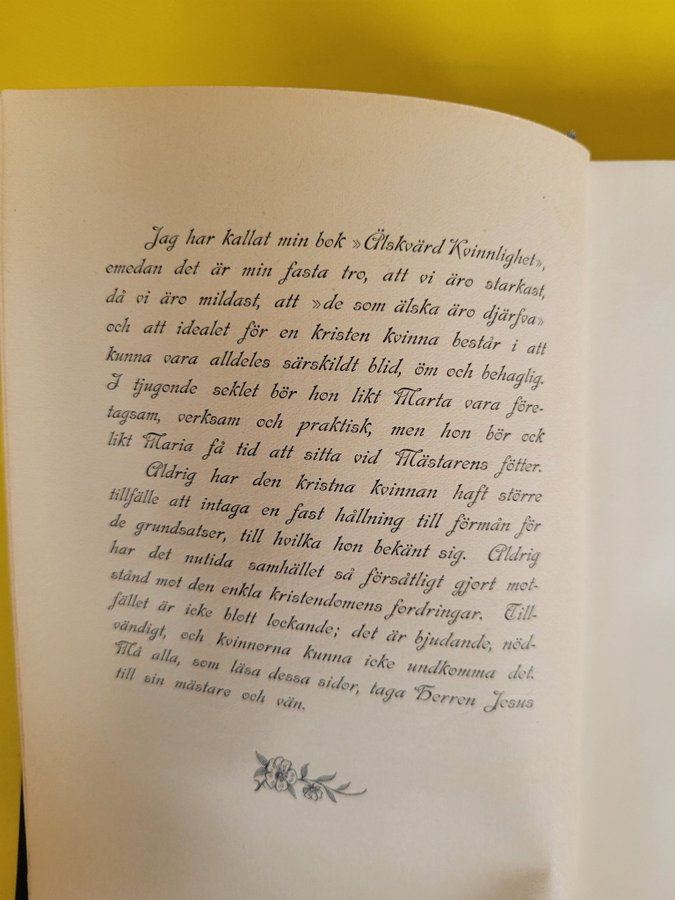 Jag har kallat min bok »Älskvärd Kvinnlighet»,
emedan det är min fasta tro, att vi äro starkast,
då vi äro mildast, att »de som älska äro djärfva»
och att idealet för en kristen kvinna består i att
kunna vara alldeles särskildt blid, öm och behaglig.
I tjugonde seklet bör hon likt Marta vara före-
tagsam, verksam och praktisk, men hon bör ock
likt Maria få tid att sitta vid Mästarens fötter.
Aldrig har den kristna kvinnan haft större
tillfälle att intaga en fast hållning till förmån för
de grundsatser, till hvilka hon bekänt sig. Aldrig
har det nutida samhället så försåtligt gjort mot-
stånd mot den enkla kristendomens fordringar. Till-
fället är icke blott lockande; det är bjudande, nöd-
vändigt, och kvinnorna kunna icke undkomma det.
Må alla, som läsa dessa sidor, taga Herren Jesus
till sin mästare och vän.